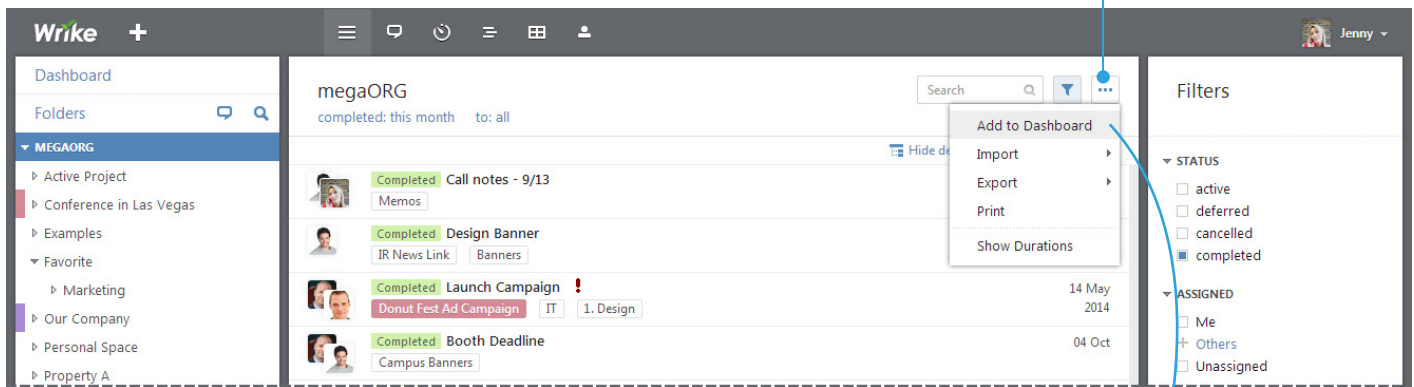 Wrike
Jenny
Dashboard
Folders
MEGAORG
Active Project
Conference in Las Vegas
Examples
Favorite
Marketing
Our Company
Personal Space
Property A
megaORG
completed: this month to: all
Search
Add to Dashboard
Import
Export
Print
Show Durations
Hide de
Completed Call notes - 9/13
Memos
Completed Design Banner
IR News Link Banners
Completed Launch Campaign
Donut Fest Ad Campaign IT 1. Design
14 May
2014
Completed Booth Deadline
Campus Banners
04 Oct
Filters
STATUS
active
deferred
cancelled
completed
ASSIGNED
Me
Others
Unassigned